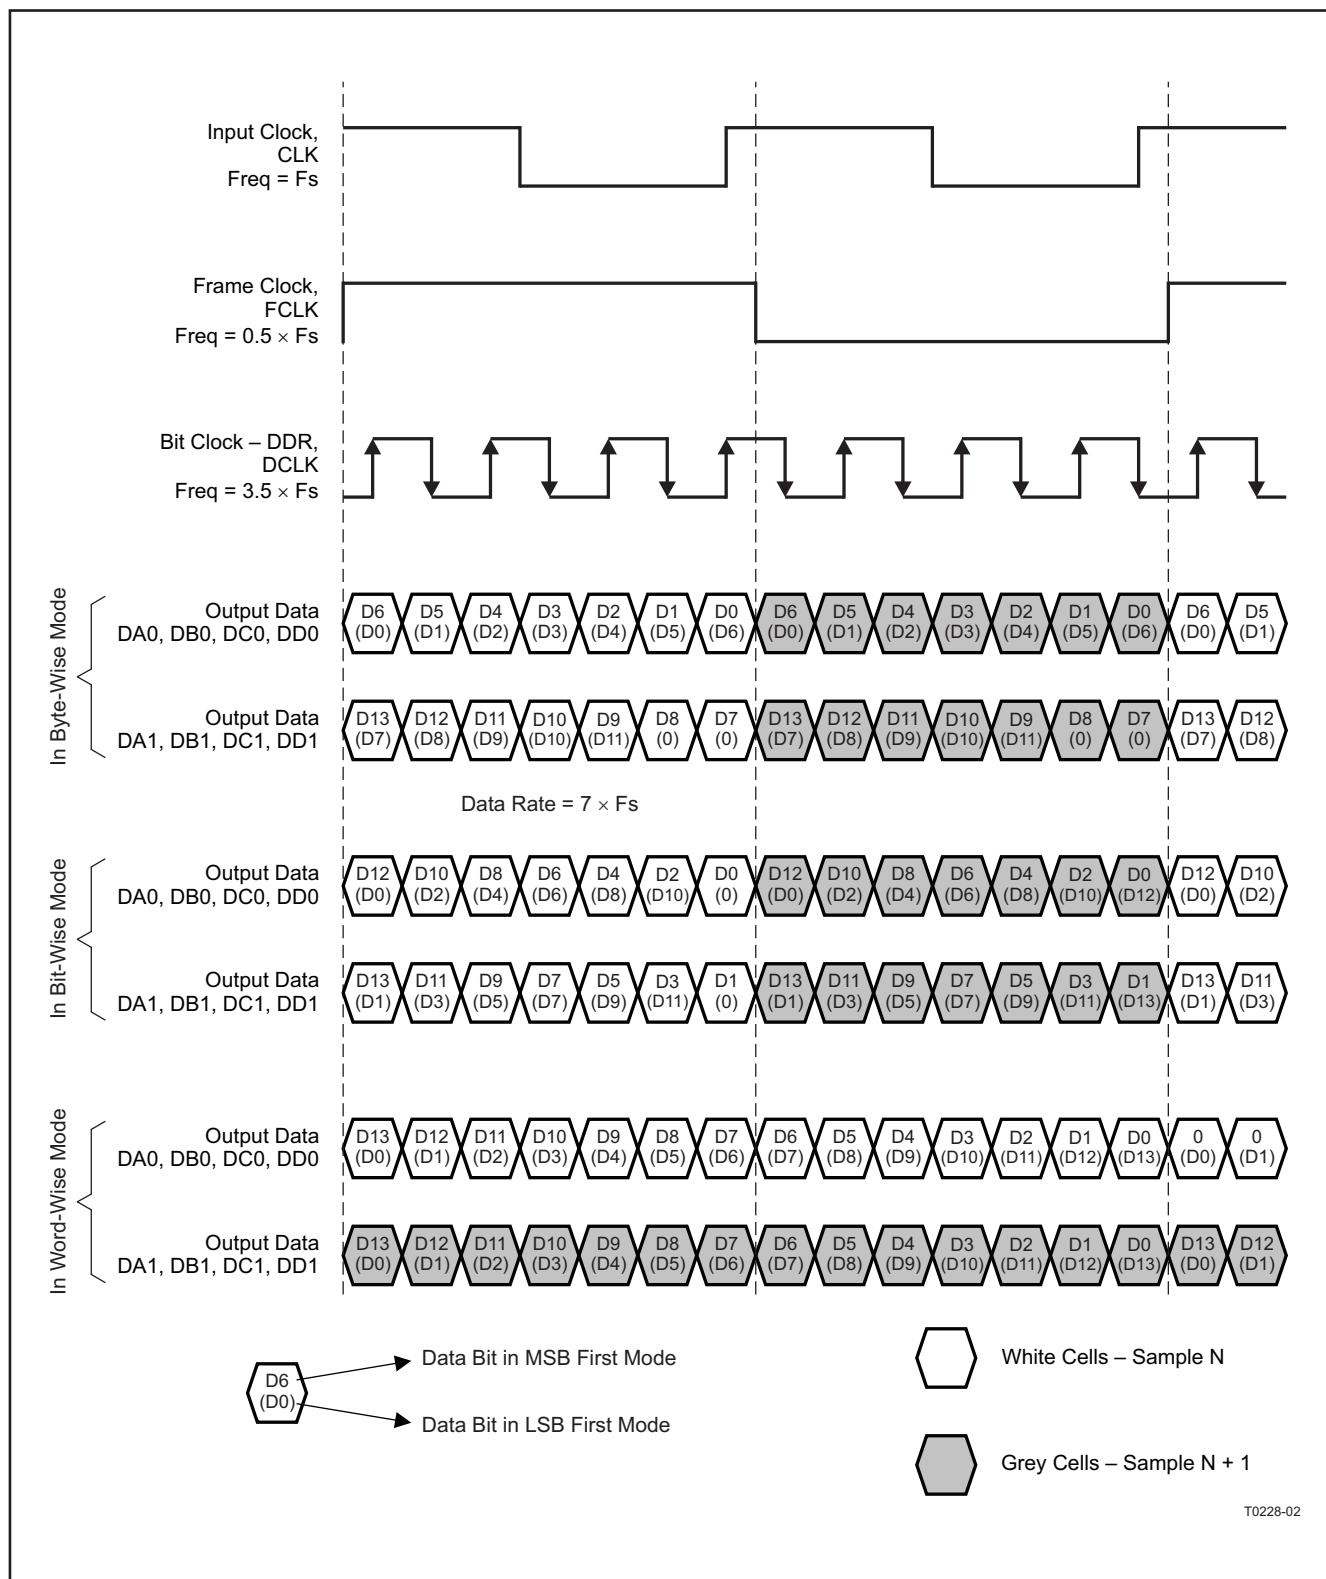 Input Clock,
CLK
Freq = Fs
Frame Clock,
FCLK
Freq = 0.5 × Fs
Bit Clock – DDR,
DCLK
Freq = 3.5 × Fs
In Byte-Wise Mode
Output Data
DA0, DB0, DC0, DD0
D6 D5 D4 D3 D2 D1 D0 D6 D5 D4 D3 D2 D1 D0 D6 D5
(D0) (D1) (D2) (D3) (D4) (D5) (D6) (D0) (D1) (D2) (D3) (D4) (D5) (D6) (D0) (D1)
Output Data
DA1, DB1, DC1, DD1
D13 D12 D11 D10 D9 D8 D7 D13 D12 D11 D10 D9 D8 D7 D13 D12
(D7) (D8) (D9) (D10) (D11) (0) (0) (D7) (D8) (D9) (D10) (D11) (0) (0) (D7) (D8)
Data Rate = 7 × Fs
In Bit-Wise Mode
Output Data
DA0, DB0, DC0, DD0
D12 D10 D8 D6 D4 D2 D0 D12 D10 D8 D6 D4 D2 D0 D12 D10
(D0) (D2) (D4) (D6) (D8) (D10) (0) (D0) (D2) (D4) (D6) (D8) (D10) (D12) (D0) (D2)
Output Data
DA1, DB1, DC1, DD1
D13 D11 D9 D7 D5 D3 D1 D13 D11 D9 D7 D5 D3 D1 D13 D11
(D1) (D3) (D5) (D7) (D9) (D11) (0) (D1) (D3) (D5) (D7) (D9) (D11) (D13) (D1) (D3)
In Word-Wise Mode
Output Data
DA0, DB0, DC0, DD0
D13 D12 D11 D10 D9 D8 D7 D6 D5 D4 D3 D2 D1 D0 0 0
(D0) (D1) (D2) (D3) (D4) (D5) (D6) (D7) (D8) (D9) (D10) (D11) (D12) (D13) (D0) (D1)
Output Data
DA1, DB1, DC1, DD1
D13 D12 D11 D10 D9 D8 D7 D6 D5 D4 D3 D2 D1 D0 D13 D12
(D0) (D1) (D2) (D3) (D4) (D5) (D6) (D7) (D8) (D9) (D10) (D11) (D12) (D13) (D0) (D1)
D6
(D0)
Data Bit in MSB First Mode
Data Bit in LSB First Mode
White Cells – Sample N
Grey Cells – Sample N + 1
T0228-02